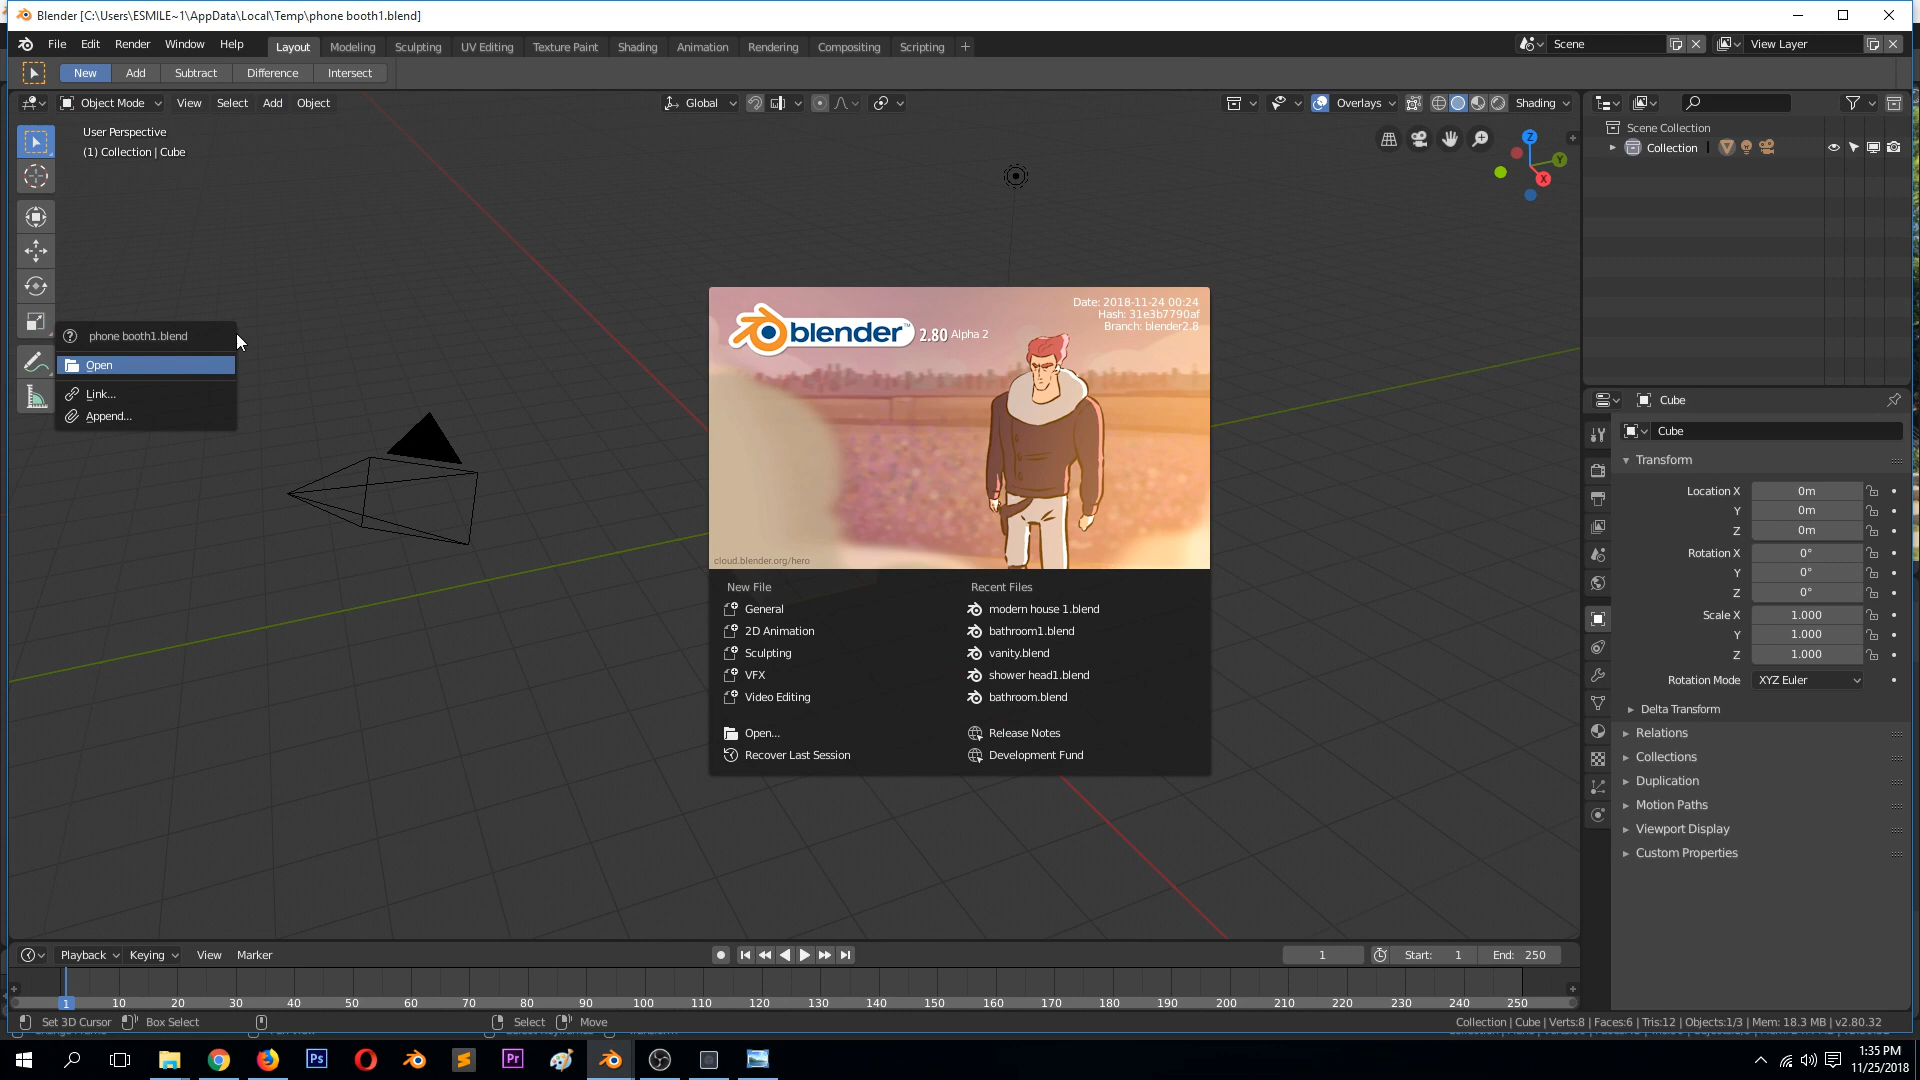 Blender [C:\Users\ESMILE~1\AppData\Local\Temp\phone booth1.blend]
File Edit Render Window Help Layout Modeling Sculpting UV Editing Texture Paint Shading Animation Rendering Compositing Scripting + Scene View Layer
New Add Subtract Difference Intersect
Object Mode View Select Add Object Global Overlays Shading
User Perspective
(1) Collection | Cube
Z
Y
X
Scene Collection
Collection
phone booth1.blend
Open
Link...
Append...
Date: 2018-11-24 00:24
Hash: 31e3b7790af
Branch: blender2.8
blender 2.80 Alpha 2
cloud.blender.org/hero
New File
General
2D Animation
Sculpting
VFX
Video Editing
Open...
Recover Last Session
Recent Files
modern house 1.blend
bathroom1.blend
vanity.blend
shower head1.blend
bathroom.blend
Release Notes
Development Fund
Cube
Cube
Transform
Location X 0m
Y 0m
Z 0m
Rotation X 0°
Y 0°
Z 0°
Scale X 1.000
Y 1.000
Z 1.000
Rotation Mode XYZ Euler
Delta Transform
Relations
Collections
Duplication
Motion Paths
Viewport Display
Custom Properties
Playback Keying View Marker 1 Start: 1 End: 250
1 10 20 30 40 50 60 70 80 90 100 110 120 130 140 150 160 170 180 190 200 210 220 230 240 250
Set 3D Cursor Box Select Select Move Collection | Cube | Verts:8 | Faces:6 | Tris:12 | Objects:1/3 | Mem: 18.3 MB | v2.80.32
Ps Pr
1:35 PM
11/25/2018